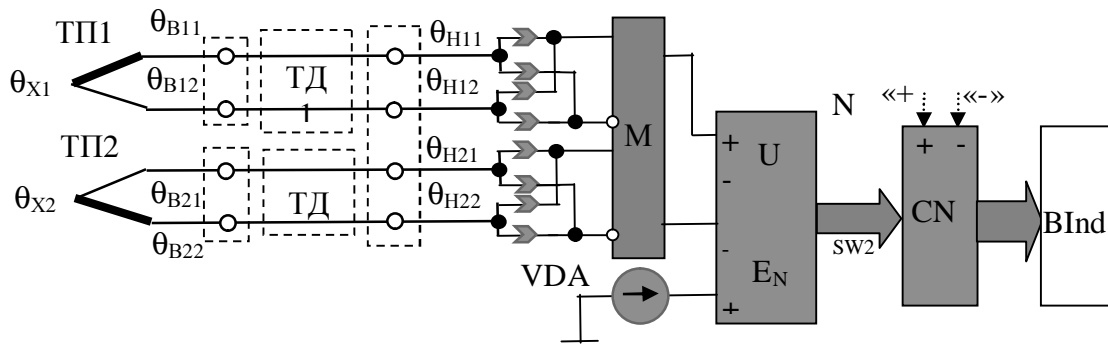 ТП1
θB11
θX1
θB12
ТД
1
θH11
θH12
ТП2
θX2
θB21
θB22
ТД
θH21
θH22
VDA
M
+
U
-
-
EN
+
N
SW2
«+
«-»
+
-
CN
BInd